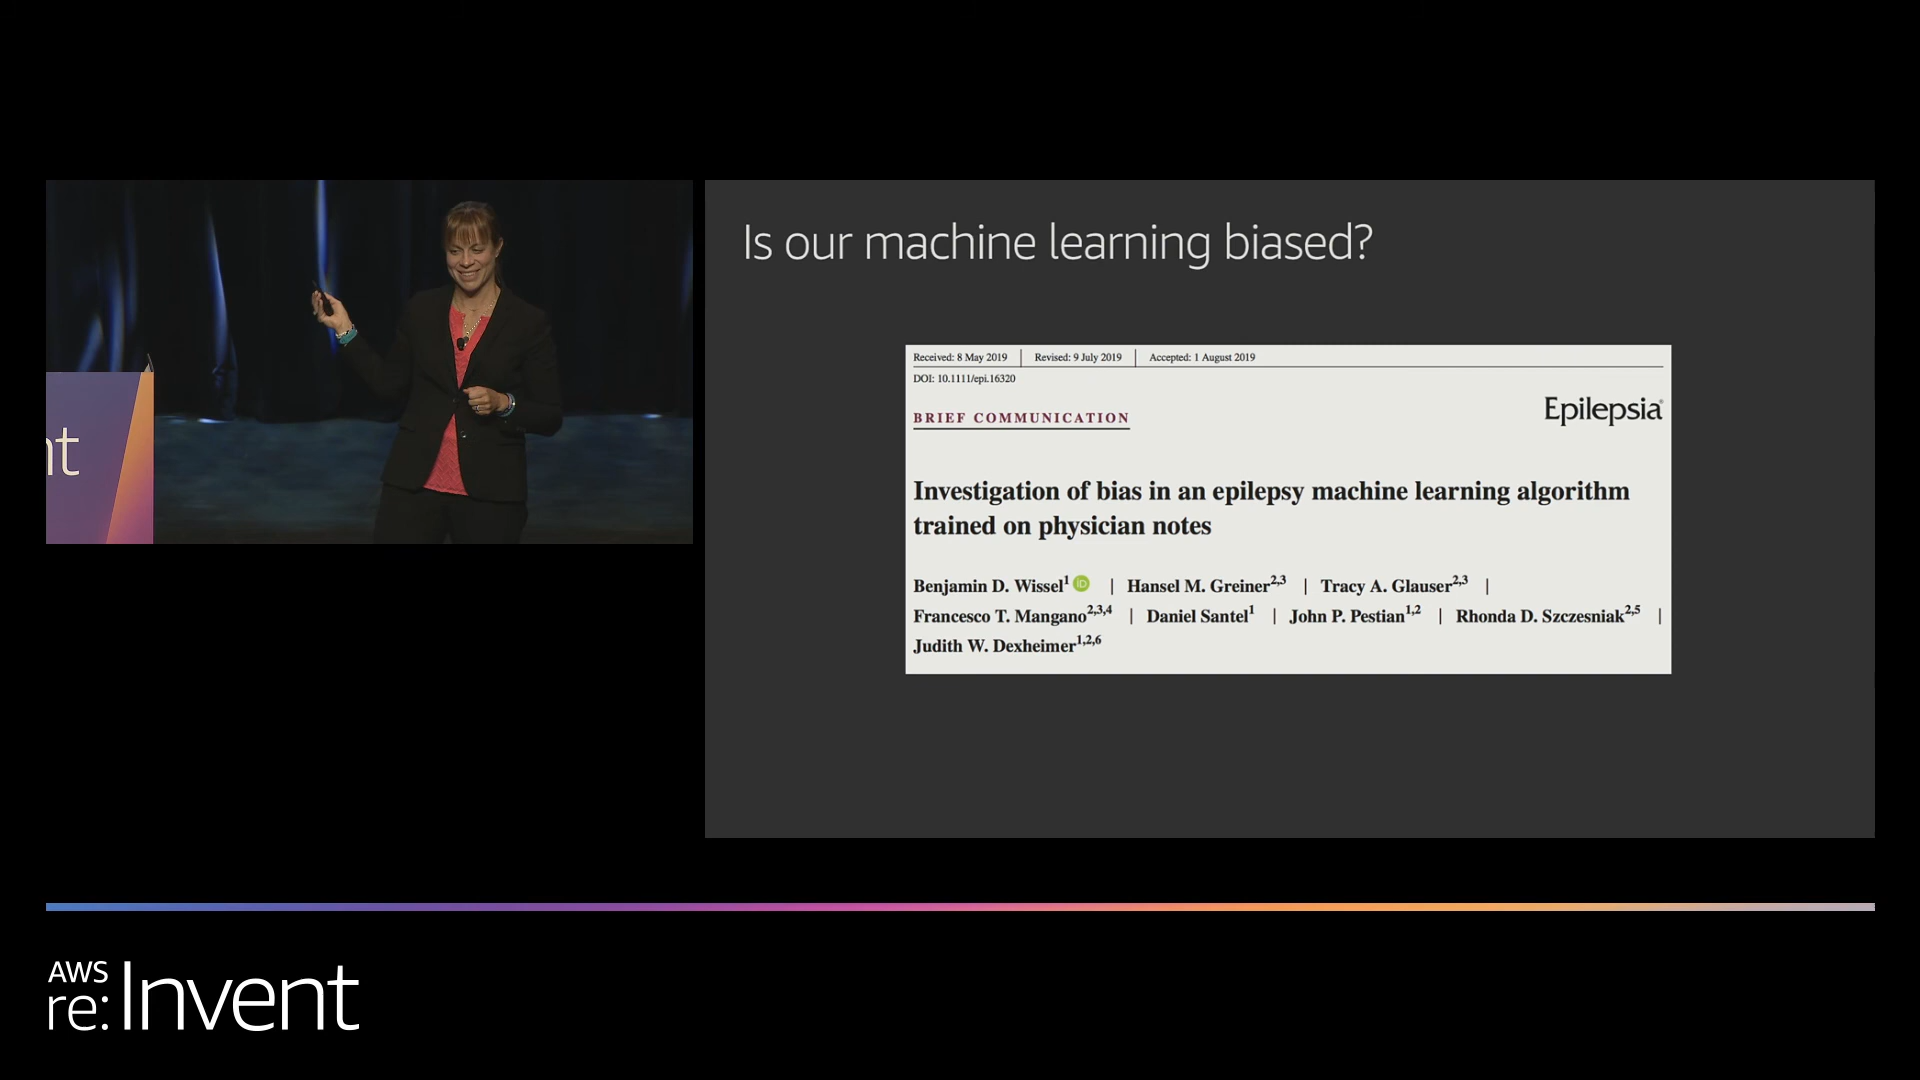 nt
Is our machine learning biased?
Received: 8 May 2019 | Revised: 9 July 2019 | Accepted: 1 August 2019
DOI: 10.1111/epi.16320
BRIEF COMMUNICATION
Epilepsia®
Investigation of bias in an epilepsy machine learning algorithm
trained on physician notes
Benjamin D. Wissel1 iD | Hansel M. Greiner2,3 | Tracy A. Glauser2,3 |
Francesco T. Mangano2,3,4 | Daniel Santel1 | John P. Pestian1,2 | Rhonda D. Szczesniak2,5 |
Judith W. Dexheimer1,2,6
AWS
re:Invent